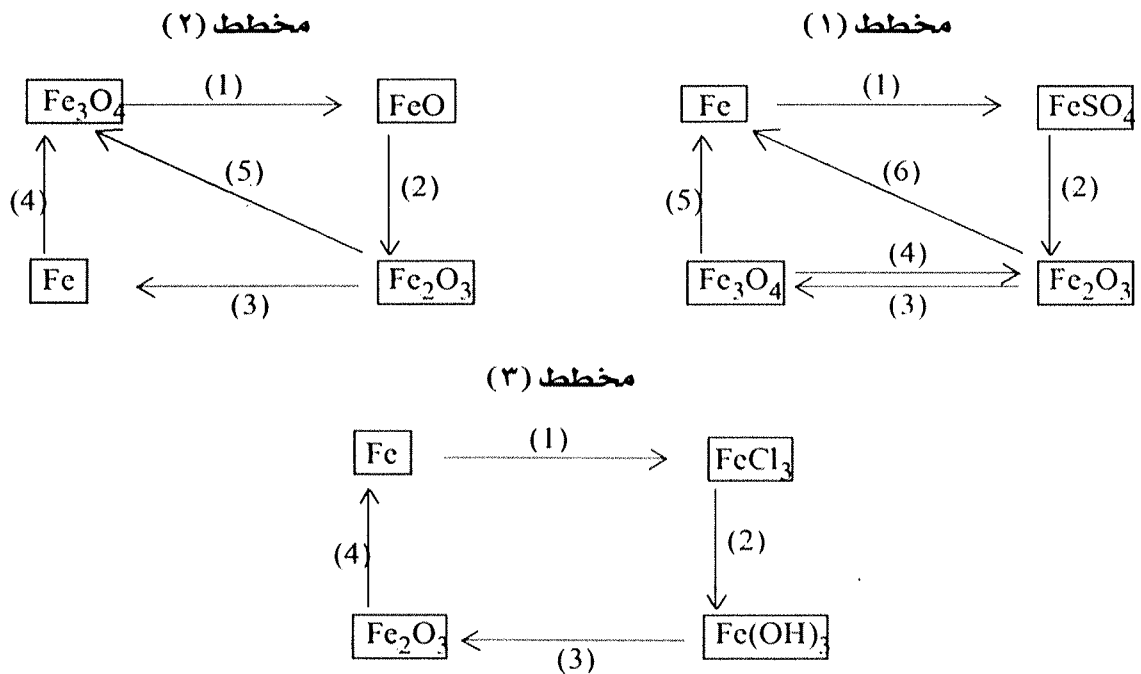 مخطط (١)
Fe (1) FeSO₄
(5) (6) (2)
Fe₃O₄ (4) (3) Fe₂O₃
مخطط (٢)
Fe₃O₄ (1) FeO
(4) (5) (2)
Fe (3) Fe₂O₃
مخطط (٣)
Fe (1) FeCl₃
(4) (2)
Fe₂O₃ (3) Fe(OH)₃